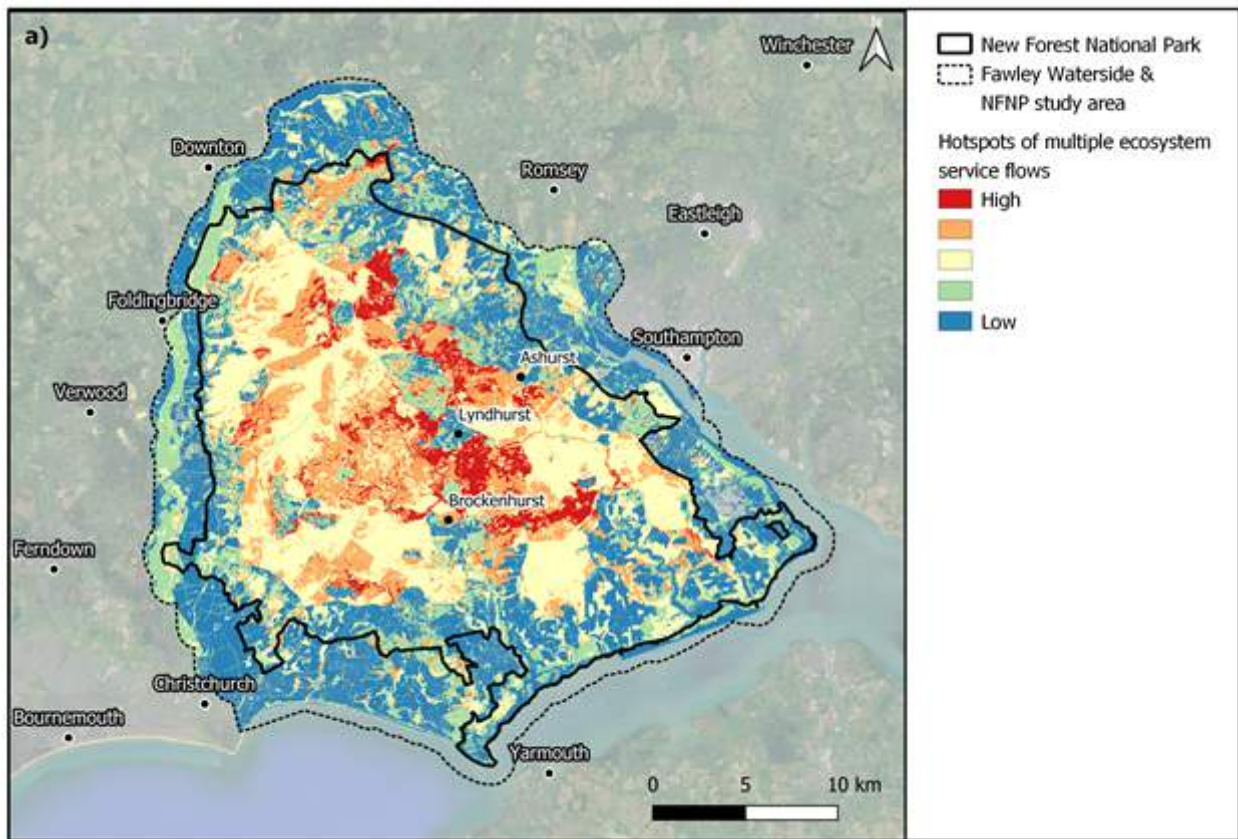 a)
Winchester
Downton
Romsey
Eastleigh
Foldingbridge
Southampton
Ashurst
Verwood
Lyndhurst
Brockenhurst
Ferndown
Christchurch
Bournemouth
Yarmouth
0 5 10 km
New Forest National Park
Fawley Waterside &
NFNP study area
Hotspots of multiple ecosystem
service flows
High
Low